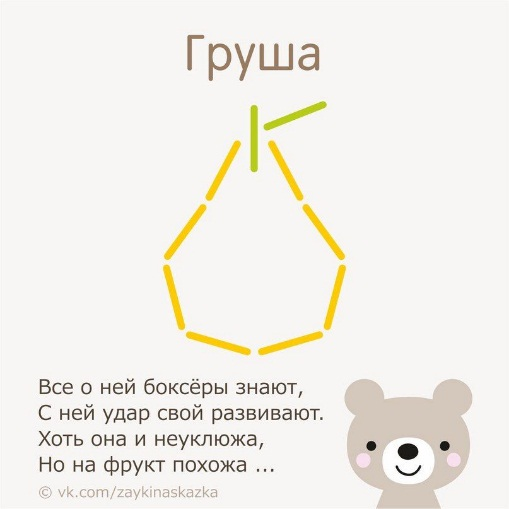 Груша
Все о ней боксёры знают,
С ней удар свой развивают.
Хоть она и неуклюжа,
Но на фрукт похожа ...
© vk.com/zaykinaskazka